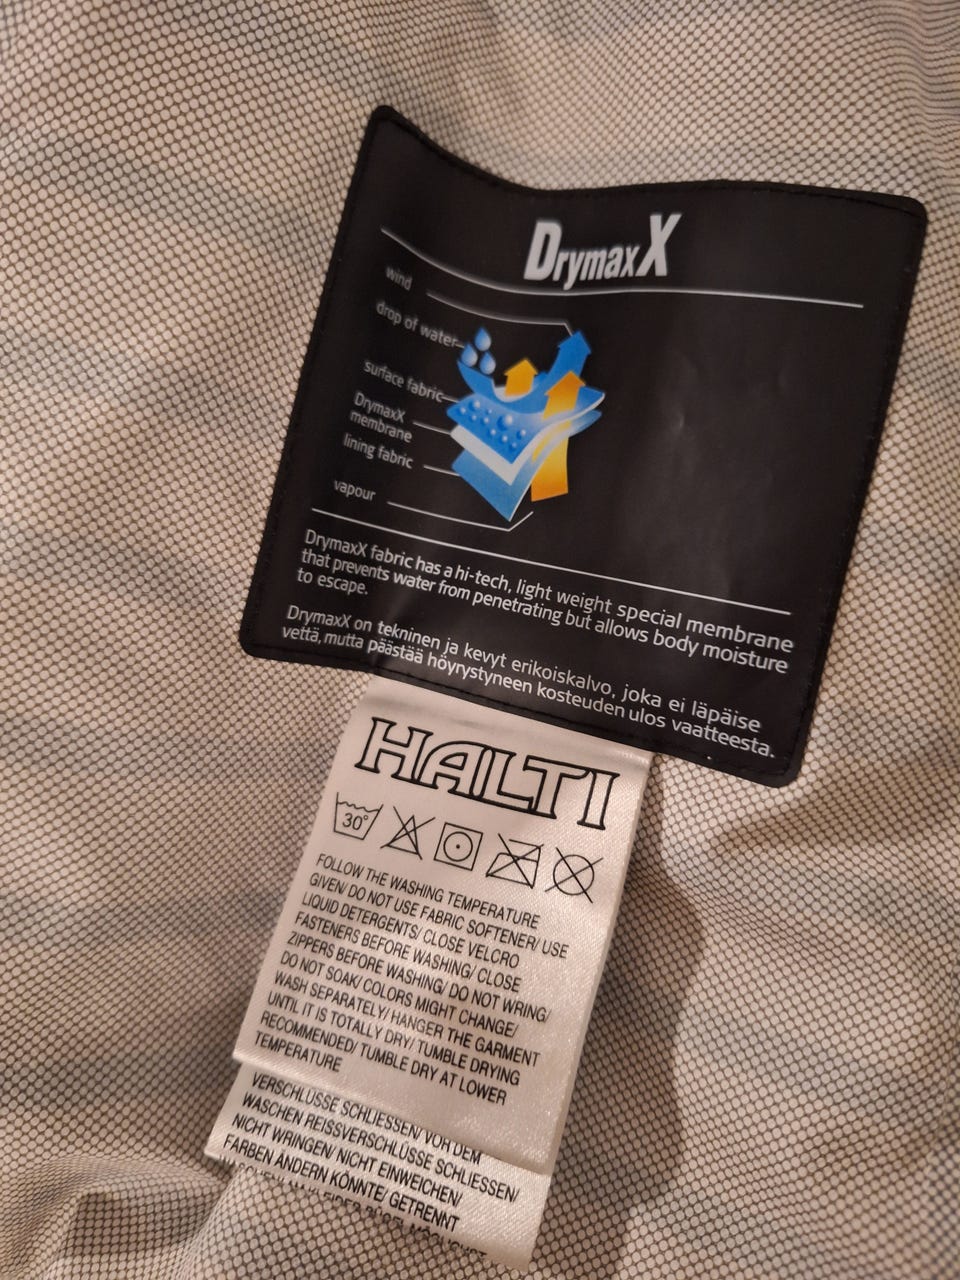 DrymaxX
wind
drop of water
surface fabric
DrymaxX
membrane
lining fabric
vapour
DrymaxX fabric has a hi-tech, light weight special membrane
that prevents water from penetrating but allows body moisture
to escape.
DrymaxX on tekninen ja kevyt erikoiskalvo, joka ei läpäise
vettä, mutta päästää höyrystyneen kosteuden ulos vaatteesta.
HALTI
30°
FOLLOW THE WASHING TEMPERATURE
GIVEN/ DO NOT USE FABRIC SOFTENER/ USE
LIQUID DETERGENTS/ CLOSE VELCRO
FASTENERS BEFORE WASHING/ CLOSE
ZIPPERS BEFORE WASHING/ DO NOT WRING/
DO NOT SOAK/ COLORS MIGHT CHANGE/
WASH SEPARATELY/ HANGER THE GARMENT
UNTIL IT IS TOTALLY DRY/ TUMBLE DRYING
RECOMMENDED/ TUMBLE DRY AT LOWER
TEMPERATURE
VERSCHLÜSSE SCHLIESSEN/ VOR DEM
WASCHEN REISSVERSCHLÜSSE SCHLIESSEN/
NICHT WRINGEN/ NICHT EINWEICHEN/
FARBEN ÄNDERN KÖNNTE/ GETRENNT